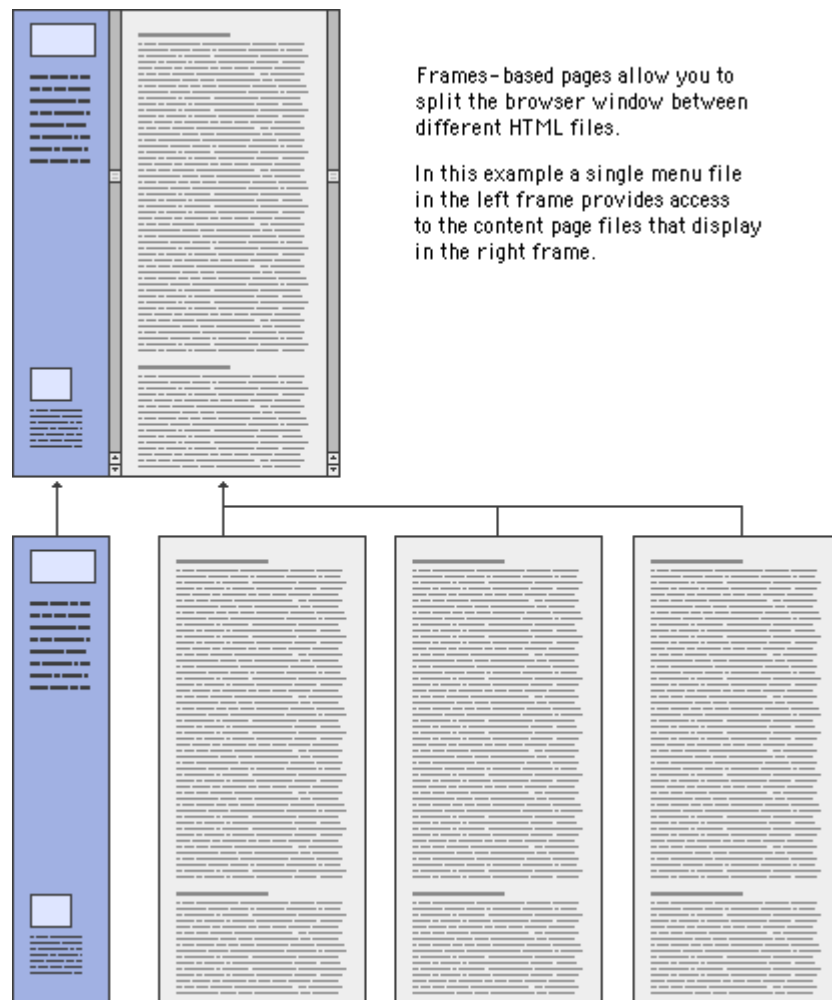 Frames-based pages allow you to
split the browser window between
different HTML files.
In this example a single menu file
in the left frame provides access
to the content page files that display
in the right frame.